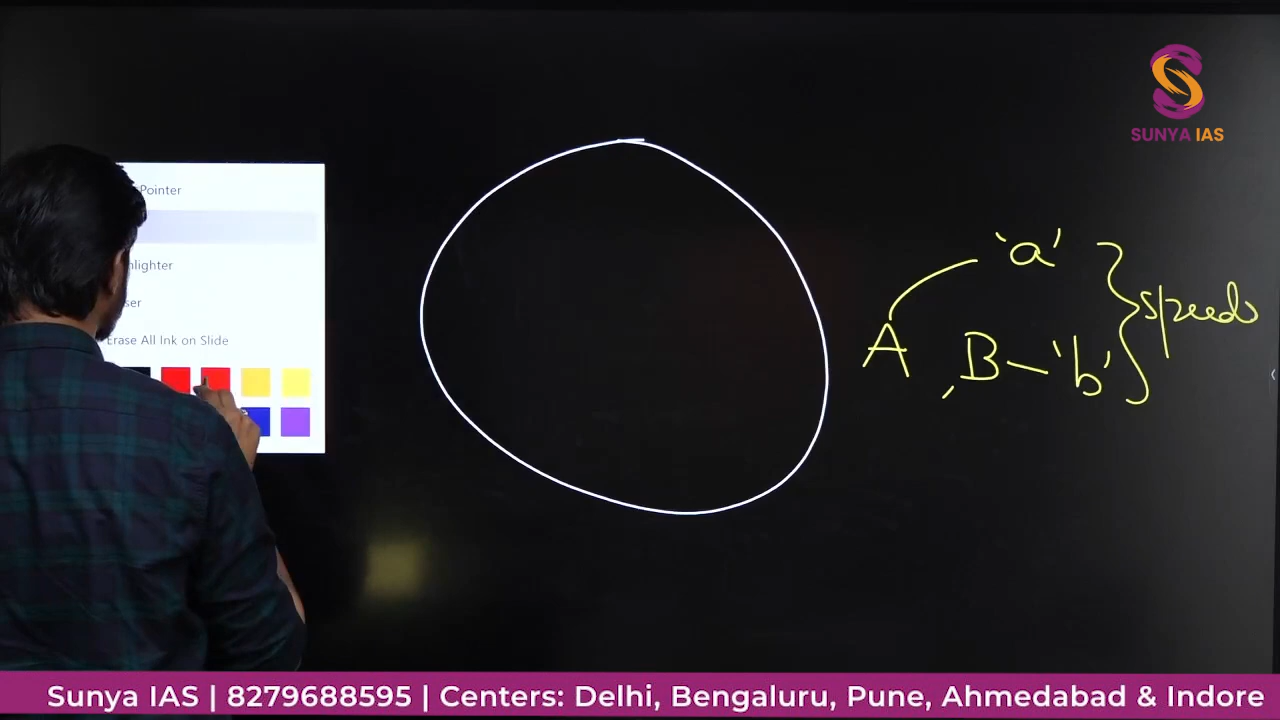 Pointer
hlighter
ser
Erase All Ink on Slide
SUNYA IAS
'a'
A , B — 'b' } speeds
Sunya IAS | 8279688595 | Centers: Delhi, Bengaluru, Pune, Ahmedabad & Indore